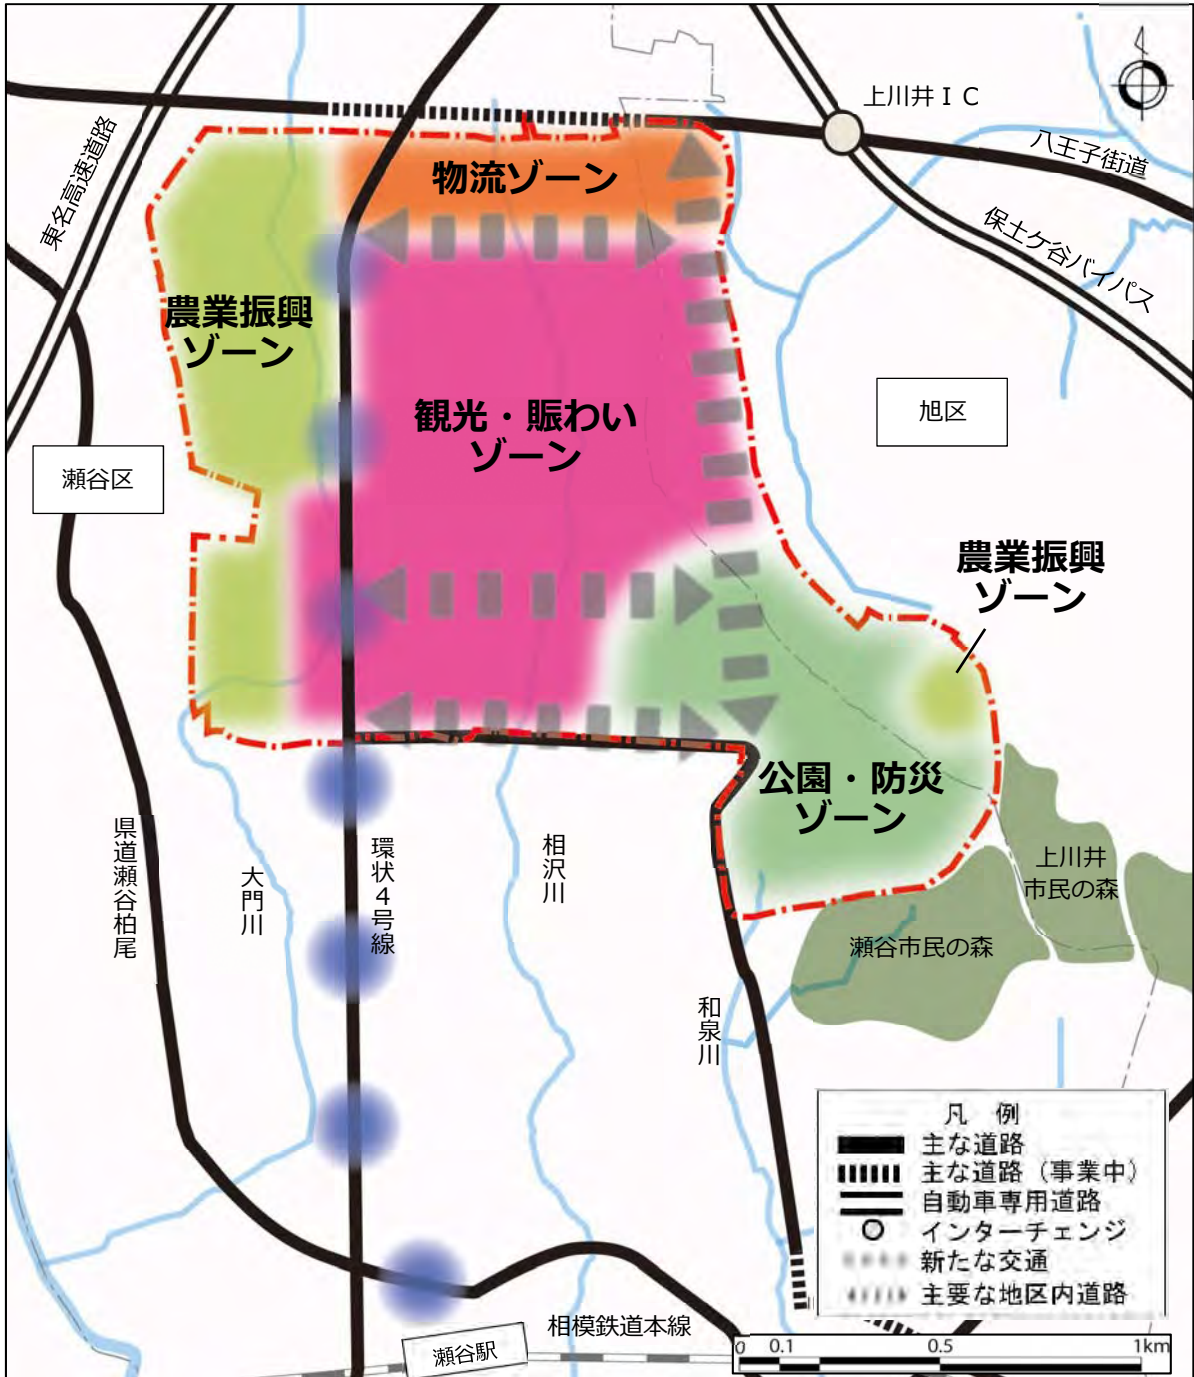 上川井ＩＣ
八王子街道
東名高速道路
物流ゾーン
保土ケ谷バイパス
農業振興
ゾーン
観光・賑わい
ゾーン
旭区
瀬谷区
農業振興
ゾーン
公園・防災
ゾーン
県道瀬谷柏尾
大門川
環状４号線
相沢川
上川井
市民の森
瀬谷市民の森
和泉川
凡　例
主な道路
主な道路（事業中）
自動車専用道路
インターチェンジ
新たな交通
主要な地区内道路
相模鉄道本線
瀬谷駅
0 0.1 0.5 1km